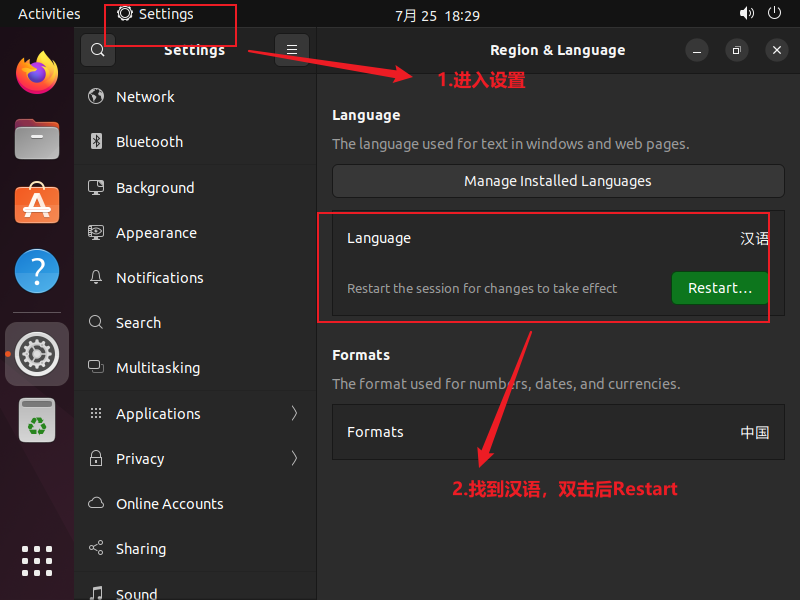 Activities
Settings
7月 25 18:29
Settings
Region & Language
1.进入设置
Network
Bluetooth
Background
Appearance
Notifications
Search
Multitasking
Applications
Privacy
Online Accounts
Sharing
Sound
Language
The language used for text in windows and web pages.
Manage Installed Languages
Language
汉语
Restart the session for changes to take effect
Restart...
Formats
The format used for numbers, dates, and currencies.
Formats
中国
2.找到汉语，双击后Restart